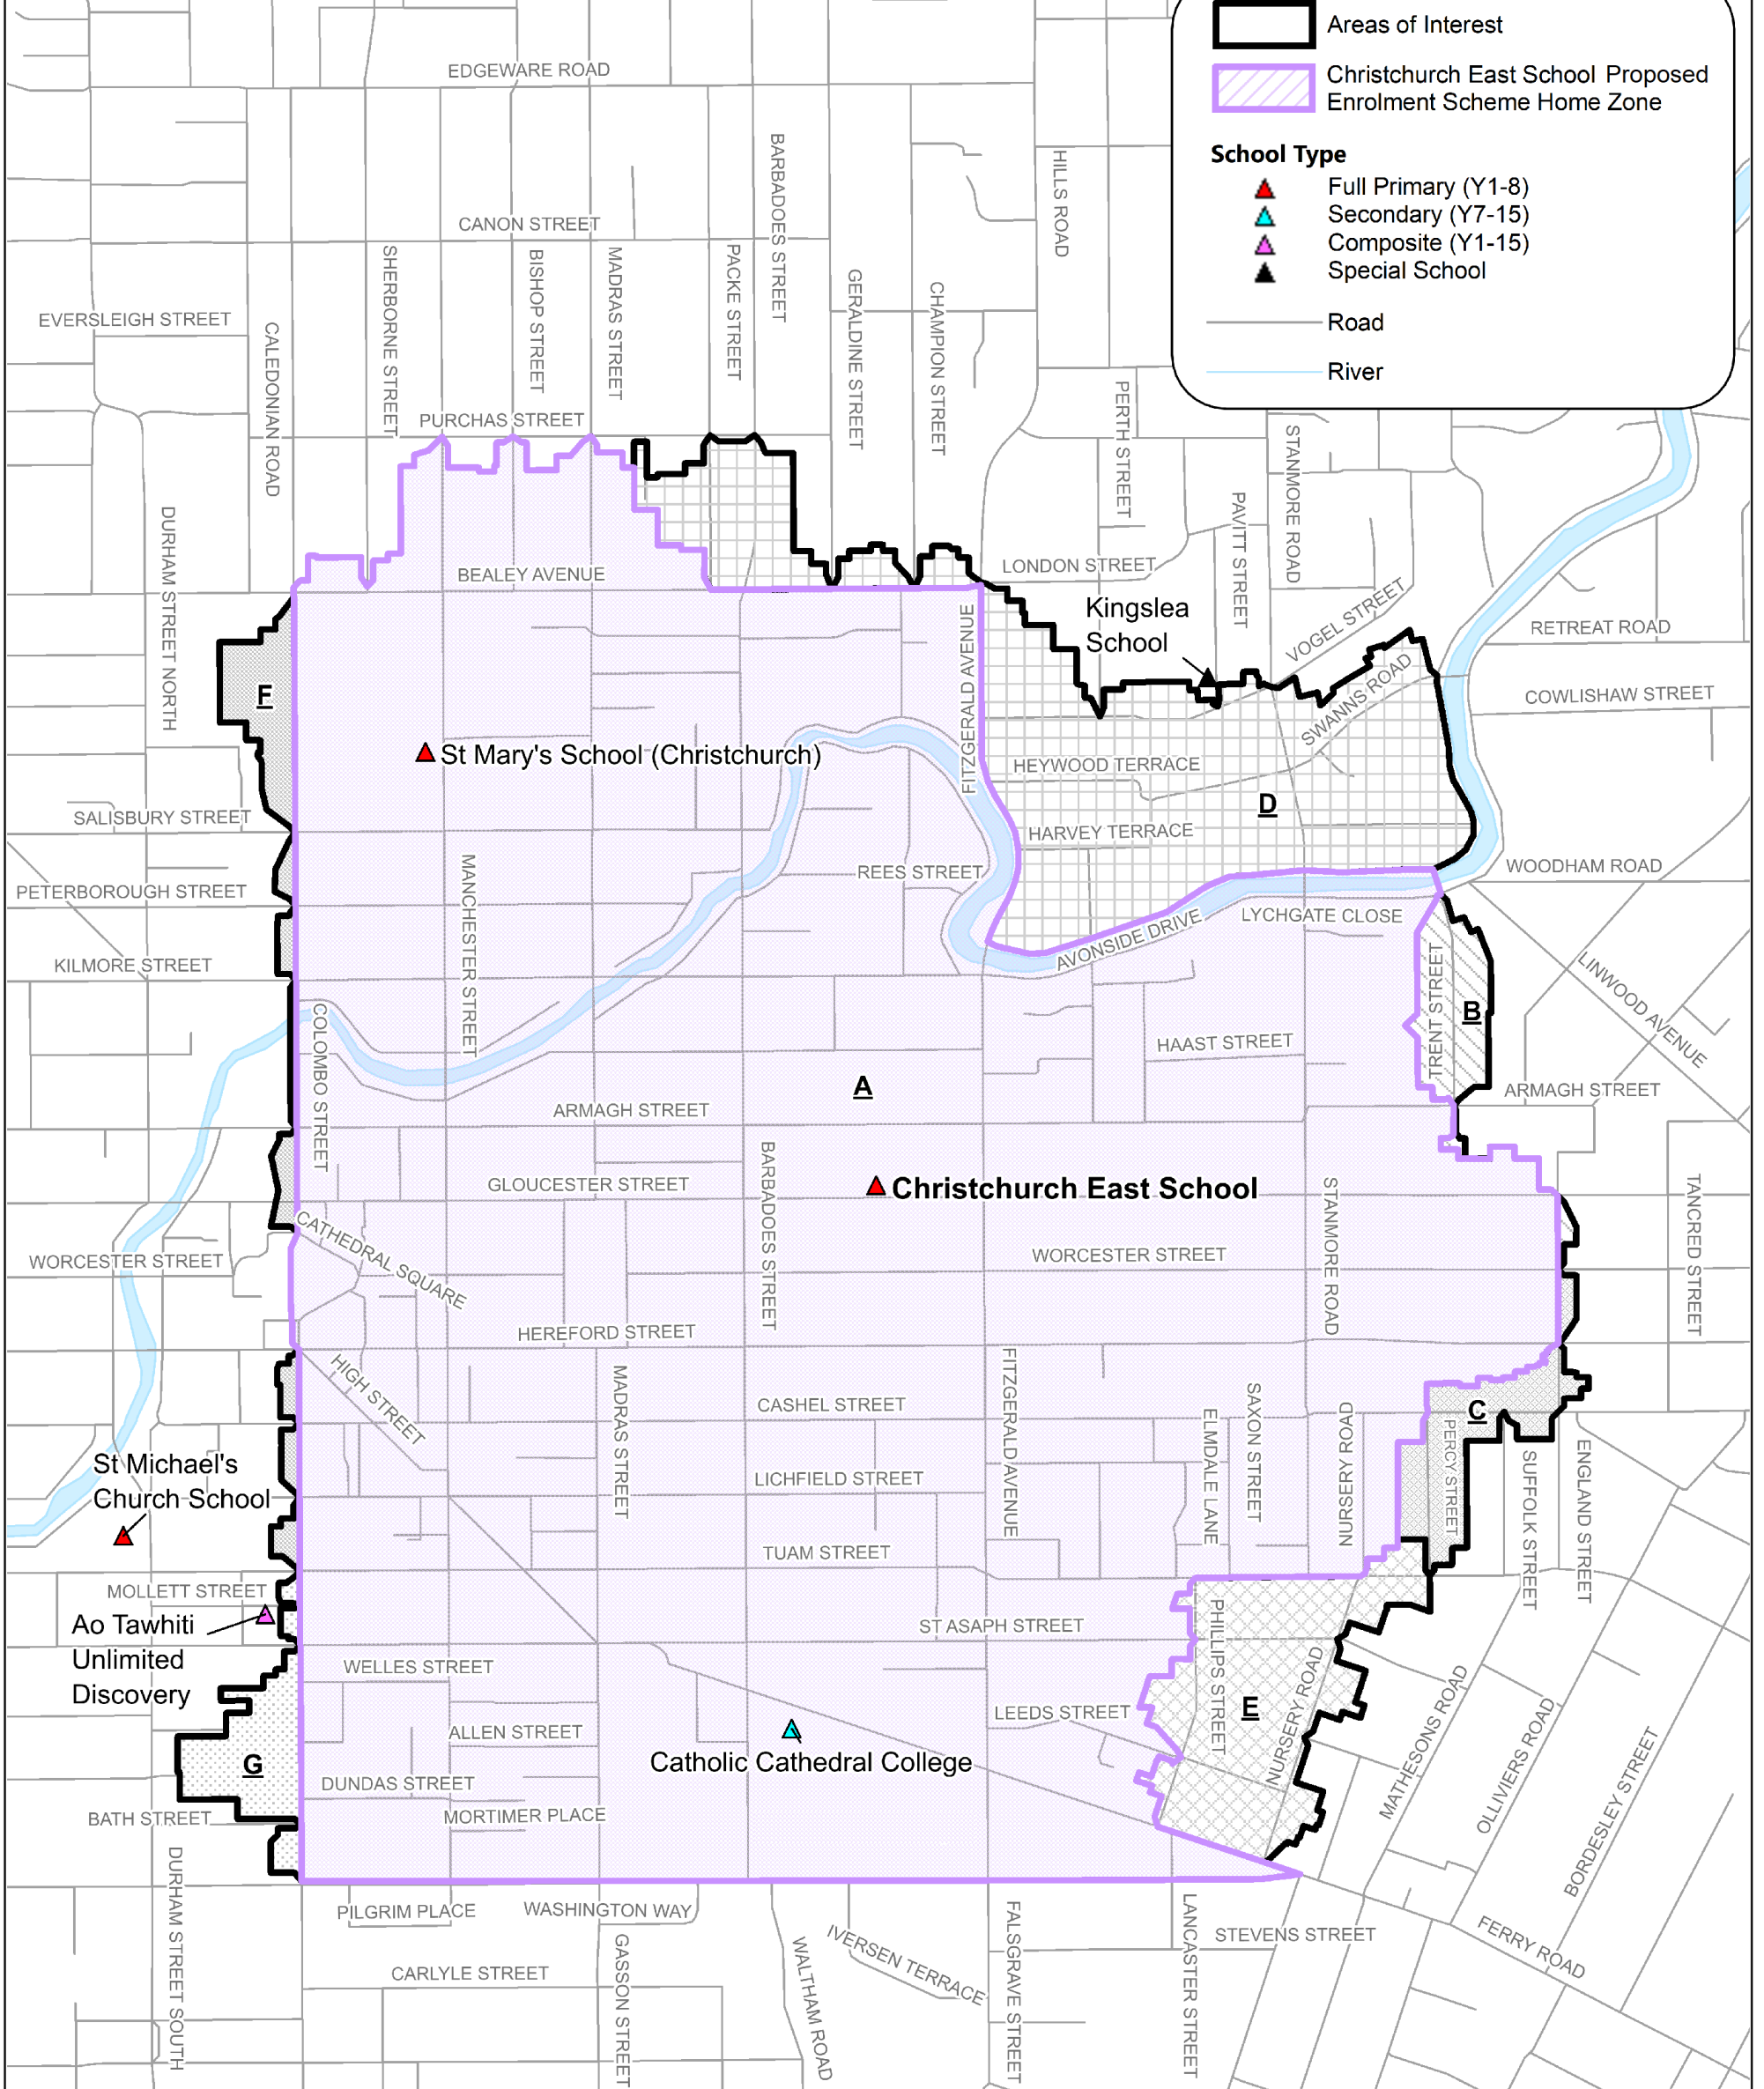 Areas of Interest
Christchurch East School Proposed
Enrolment Scheme Home Zone
School Type
Full Primary (Y1-8)
Secondary (Y7-15)
Composite (Y1-15)
Special School
Road
River
EDGEWARE ROAD
BARBADOES STREET
HILLS ROAD
CANON STREET
SHERBORNE STREET
BISHOP STREET
MADRAS STREET
PACKE STREET
GERALDINE STREET
CHAMPION STREET
EVERSLEIGH STREET
CALEDONIAN ROAD
PERTH STREET
PURCHAS STREET
STANMORE ROAD
PAVITT STREET
DURHAM STREET NORTH
LONDON STREET
BEALEY AVENUE
VOGEL STREET
Kingslea
School
FITZGERALD AVENUE
RETREAT ROAD
SWANNS ROAD
F
COWLISHAW STREET
St Mary's School (Christchurch)
HEYWOOD TERRACE
D
SALISBURY STREET
HARVEY TERRACE
MANCHESTER STREET
REES STREET
WOODHAM ROAD
PETERBOROUGH STREET
LYCHGATE CLOSE
AVONSIDE DRIVE
TRENT STREET
KILMORE STREET
LINWOOD AVENUE
COLOMBO STREET
B
HAAST STREET
A
ARMAGH STREET
ARMAGH STREET
BARBADOES STREET
GLOUCESTER STREET
Christchurch East School
STANMORE ROAD
TANCRED STREET
CATHEDRAL SQUARE
WORCESTER STREET
WORCESTER STREET
HEREFORD STREET
HIGH STREET
MADRAS STREET
FITZGERALD AVENUE
CASHEL STREET
ELMDALE LANE
SAXON STREET
NURSERY ROAD
C
PERCY STREET
SUFFOLK STREET
ENGLAND STREET
St Michael's
Church School
LICHFIELD STREET
TUAM STREET
MOLLETT STREET
Ao Tawhiti
Unlimited
Discovery
ST ASAPH STREET
PHILLIPS STREET
WELLES STREET
NURSERY ROAD
MATHESONS ROAD
E
LEEDS STREET
OLLIVIERS ROAD
ALLEN STREET
BORDESLEY STREET
Catholic Cathedral College
G
DUNDAS STREET
MORTIMER PLACE
BATH STREET
DURHAM STREET SOUTH
PILGRIM PLACE
WASHINGTON WAY
LANCASTER STREET
FALSGRAVE STREET
IVERSEN TERRACE
STEVENS STREET
FERRY ROAD
GASSON STREET
WALTHAM ROAD
CARLYLE STREET